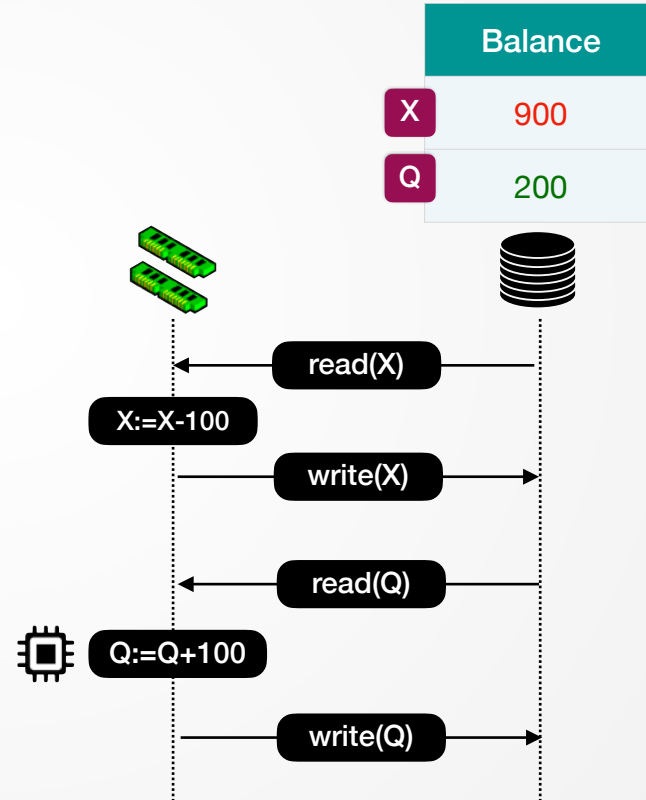 Balance
X
900
Q
200
read(X)
X:=X-100
write(X)
read(Q)
Q:=Q+100
write(Q)